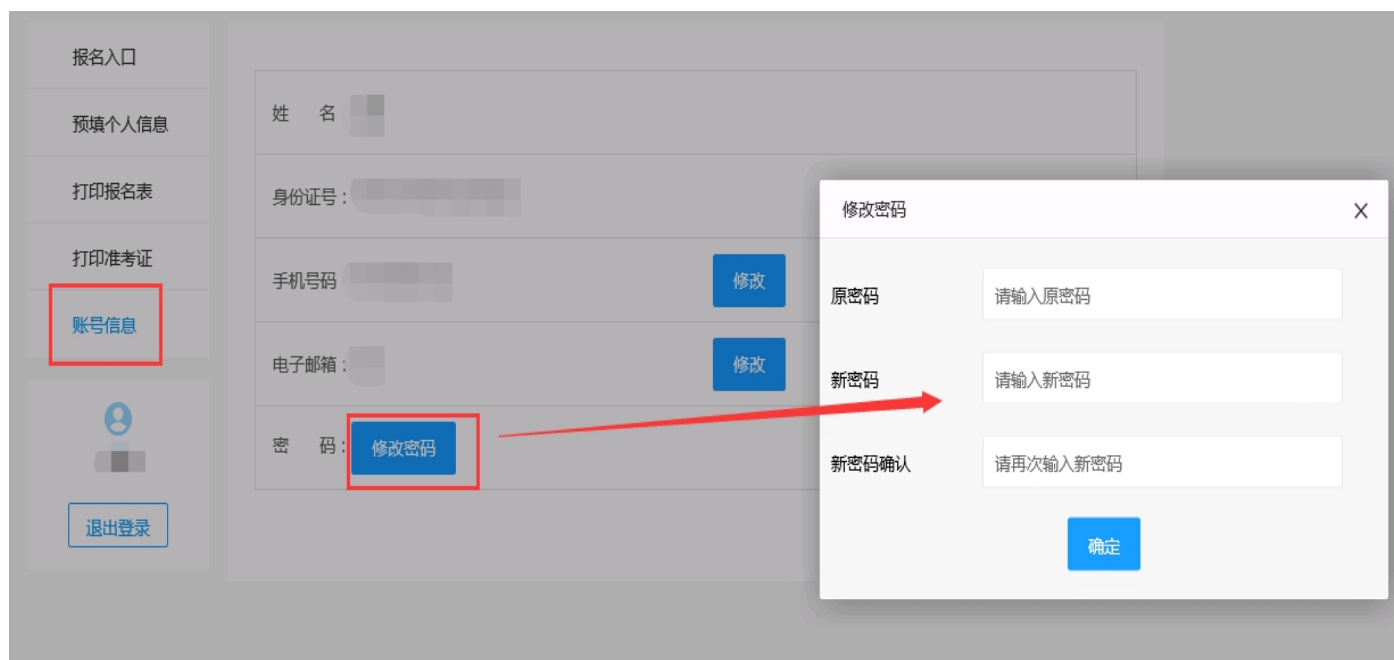 报名入口
预填个人信息
打印报名表
打印准考证
账号信息
退出登录
姓 名
身份证号：
手机号码
修改
电子邮箱：
修改
密 码：
修改密码
修改密码
X
原密码
请输入原密码
新密码
请输入新密码
新密码确认
请再次输入新密码
确定